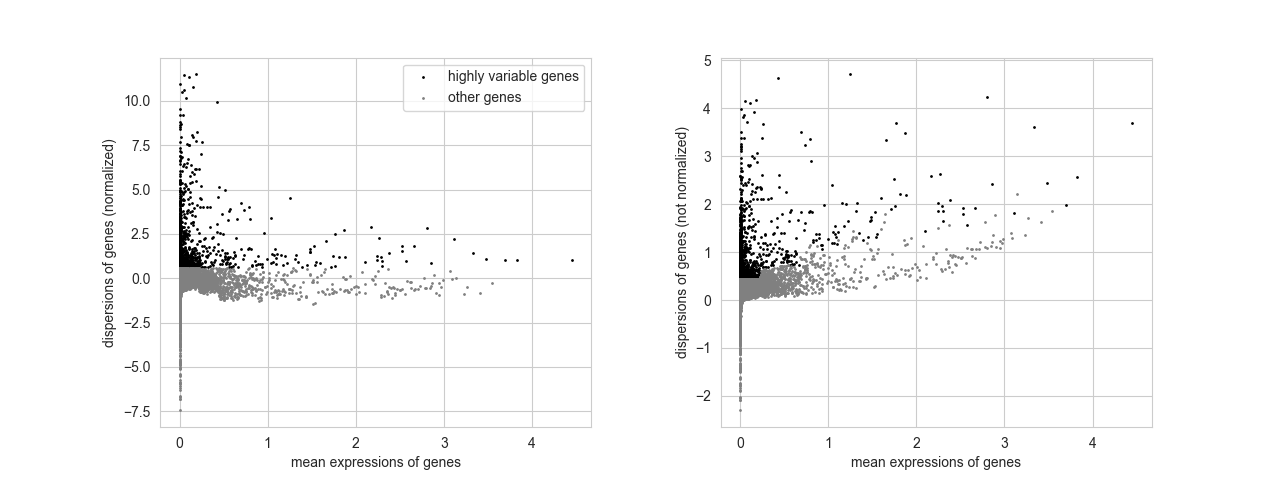 highly variable genes
other genes
10.0
7.5
5.0
2.5
0.0
−2.5
−5.0
−7.5
dispersions of genes (normalized)
0 1 2 3 4
mean expressions of genes
5
4
3
2
1
0
−1
−2
dispersions of genes (not normalized)
0 1 2 3 4
mean expressions of genes